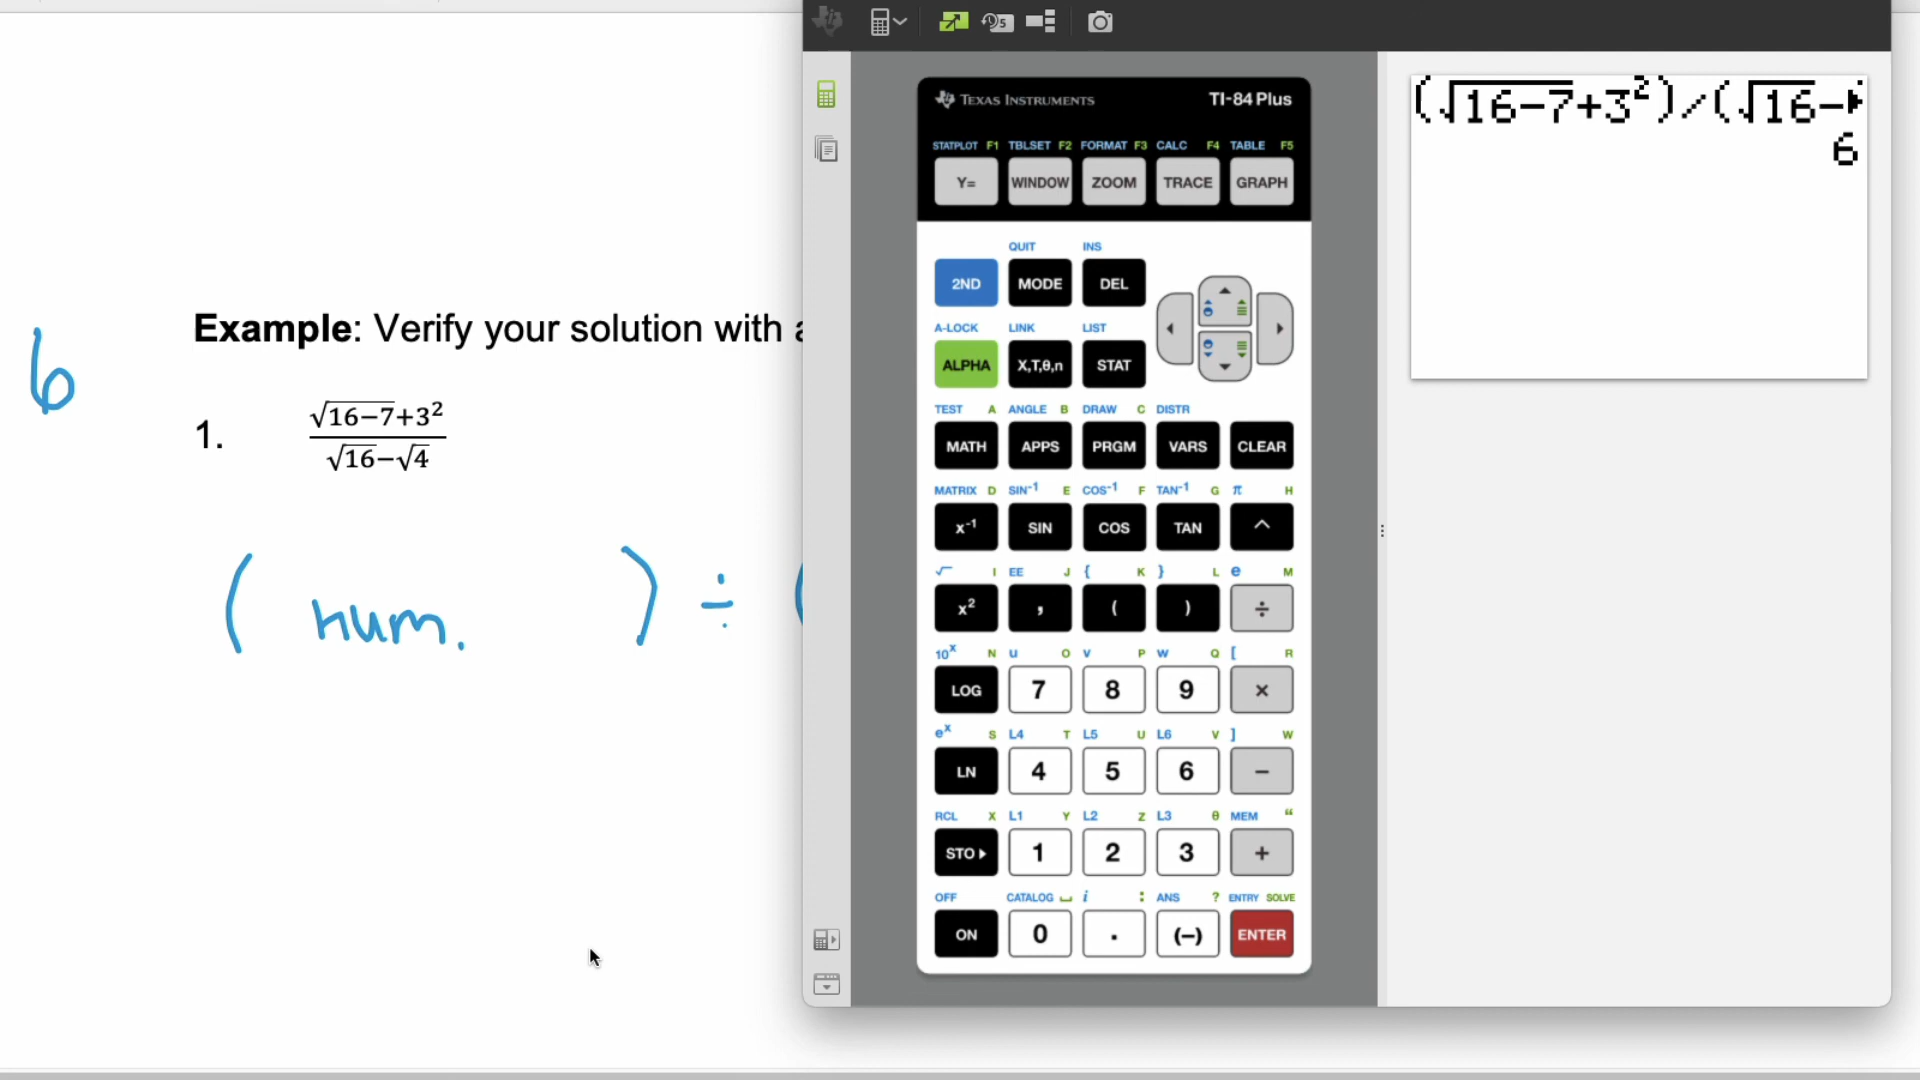 Example: Verify your solution with
6
1. √16−7+3²
√16−√4
( num. ) ÷ (
TEXAS INSTRUMENTS TI-84 Plus
STATPLOT F1 TBLSET F2 FORMAT F3 CALC F4 TABLE F5
Y= WINDOW ZOOM TRACE GRAPH
QUIT INS
2ND MODE DEL
A-LOCK LINK LIST
ALPHA X,T,θ,n STAT
TEST A ANGLE B DRAW C DISTR
MATH APPS PRGM VARS CLEAR
MATRIX D SIN⁻¹ E COS⁻¹ F TAN⁻¹ G π H
x⁻¹ SIN COS TAN ^
√ I EE J { K } L e M
x² , ( ) ÷
10ˣ N u O v P w Q [ R
LOG 7 8 9 ×
eˣ S L4 T L5 U L6 V ] W
LN 4 5 6 −
RCL X L1 Y L2 Z L3 θ MEM “
STO▸ 1 2 3 +
OFF CATALOG ⎵ i : ANS ? ENTRY SOLVE
ON 0 . (−) ENTER
(√16−7+3²)/(√16−▸
6